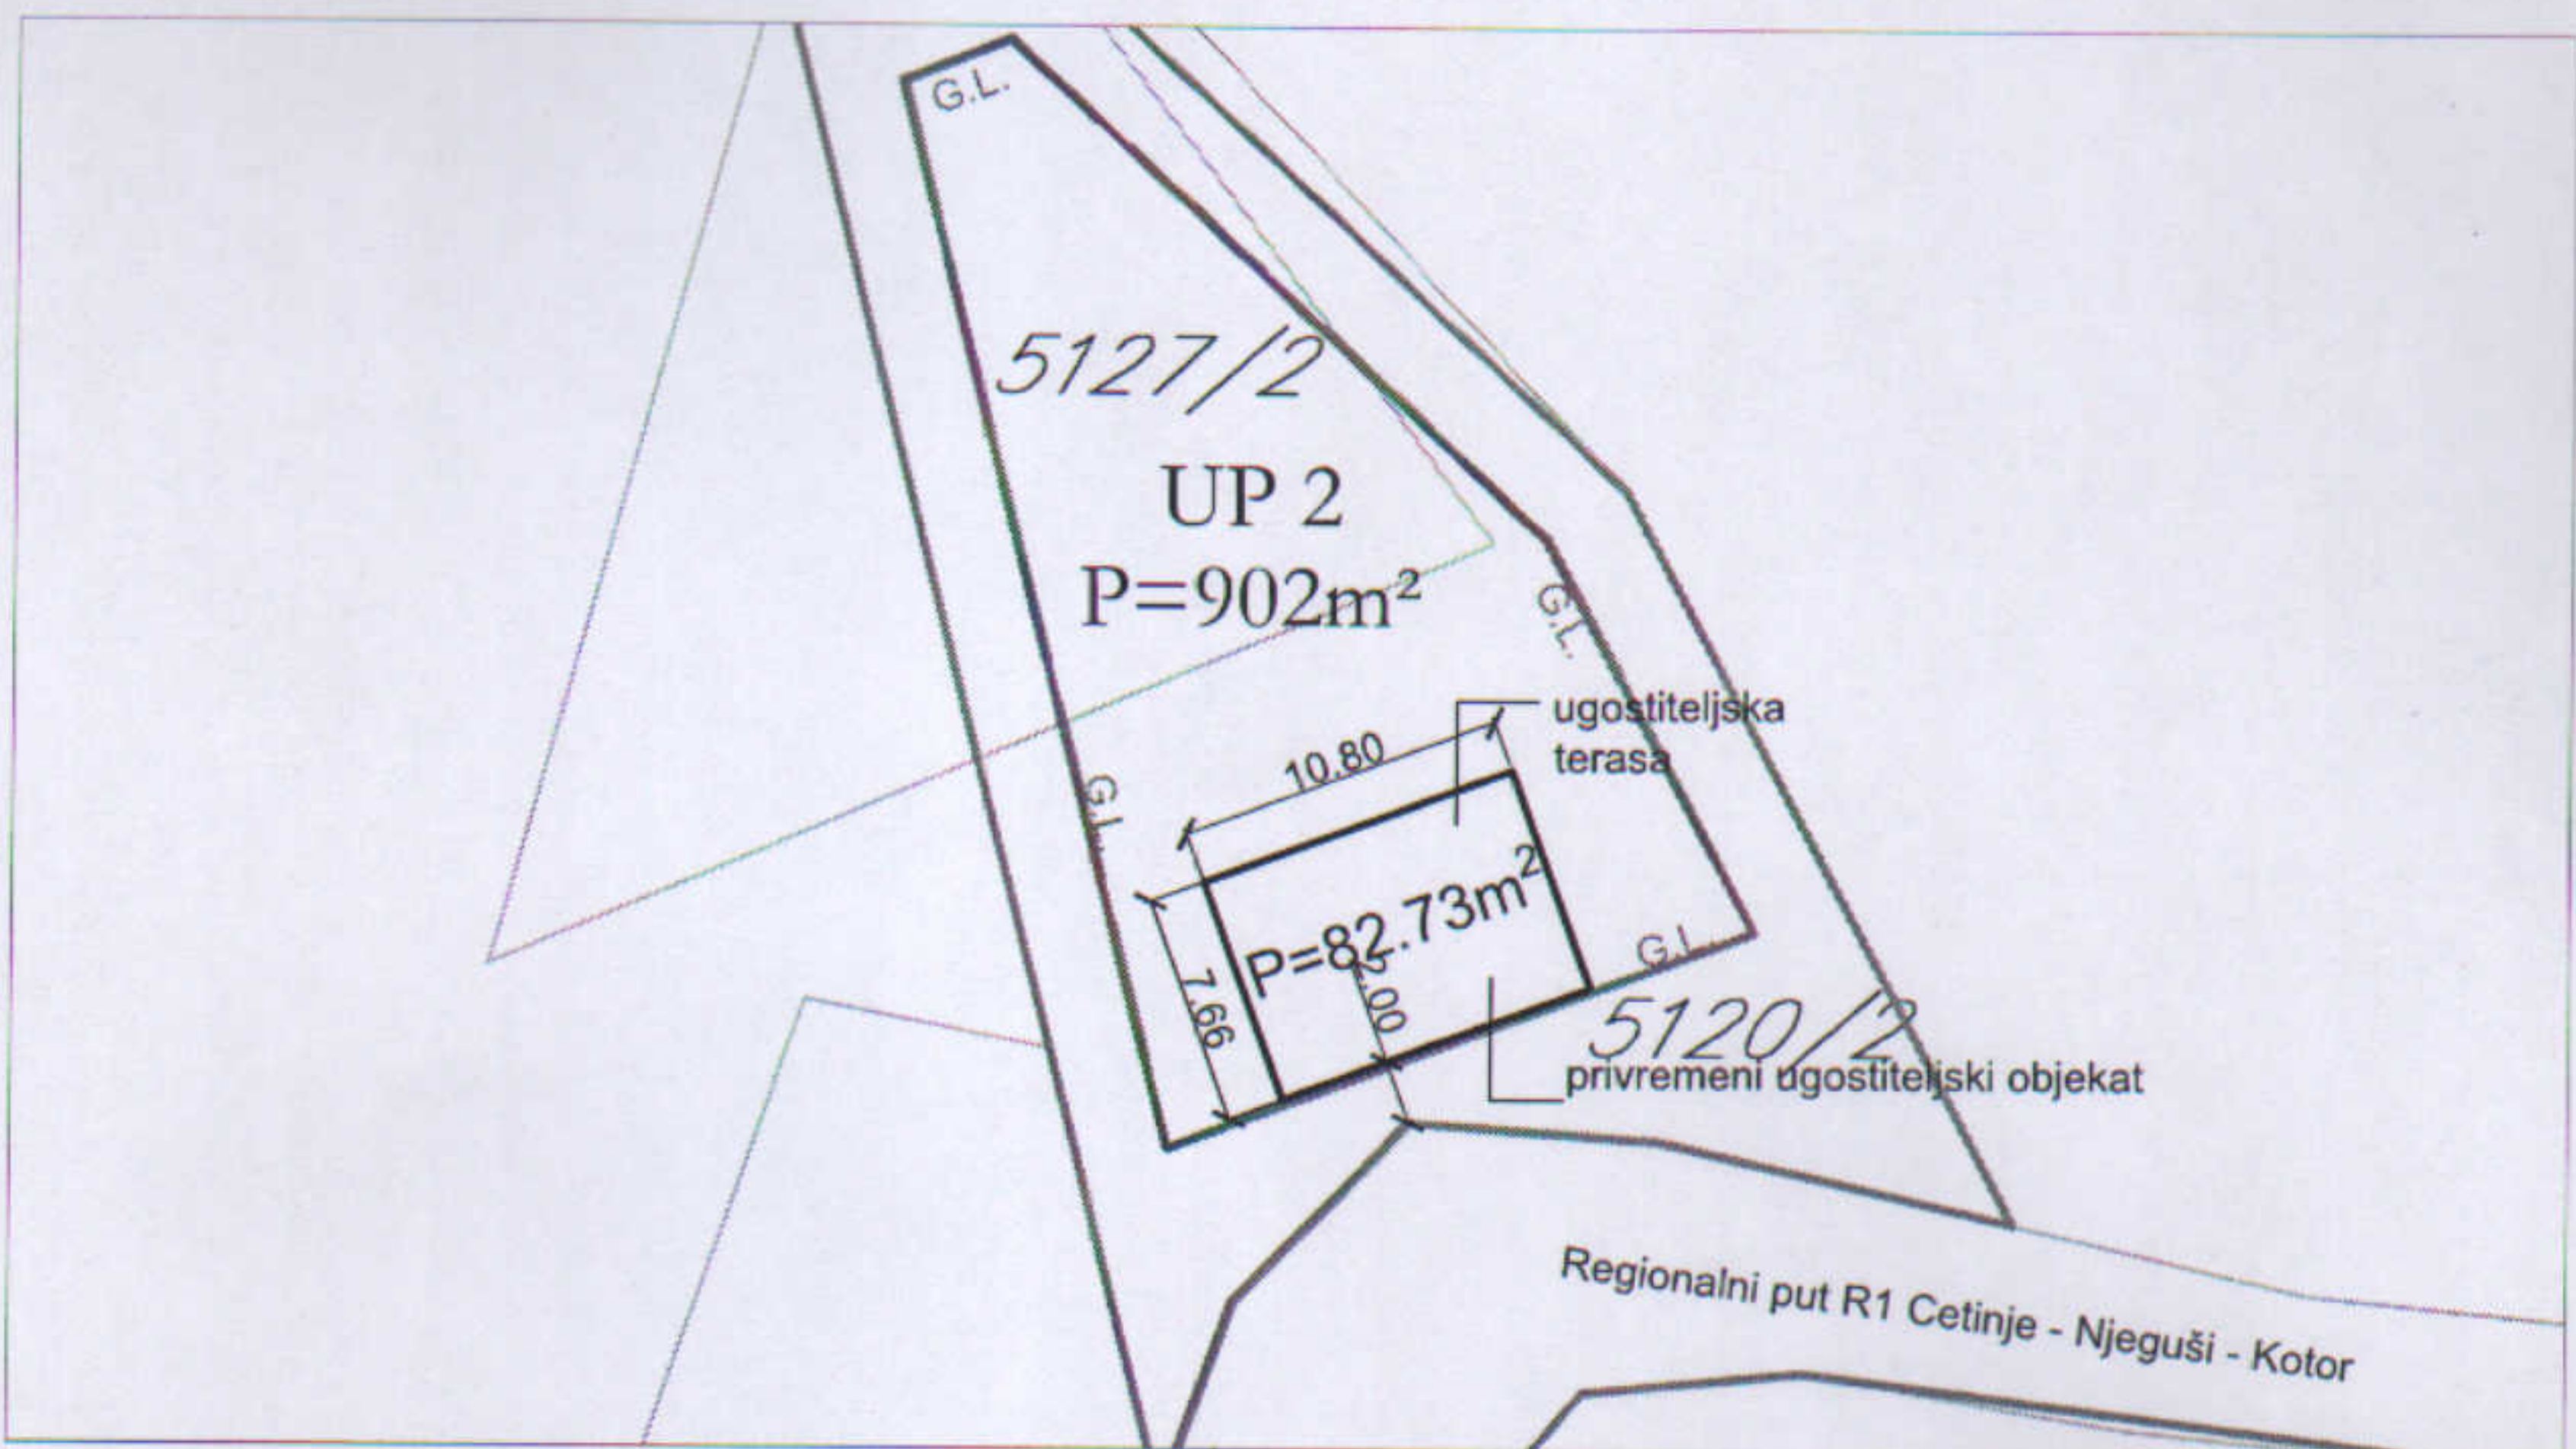 G.L.
5127/2
UP 2
P=902m²
G.L.
ugostiteljska
terasa
10.80
G.L.
P=82.73m²
G.L.
7.66
2.00
5120/2
privremeni ugostiteljski objekat
Regionalni put R1 Cetinje - Njeguši - Kotor